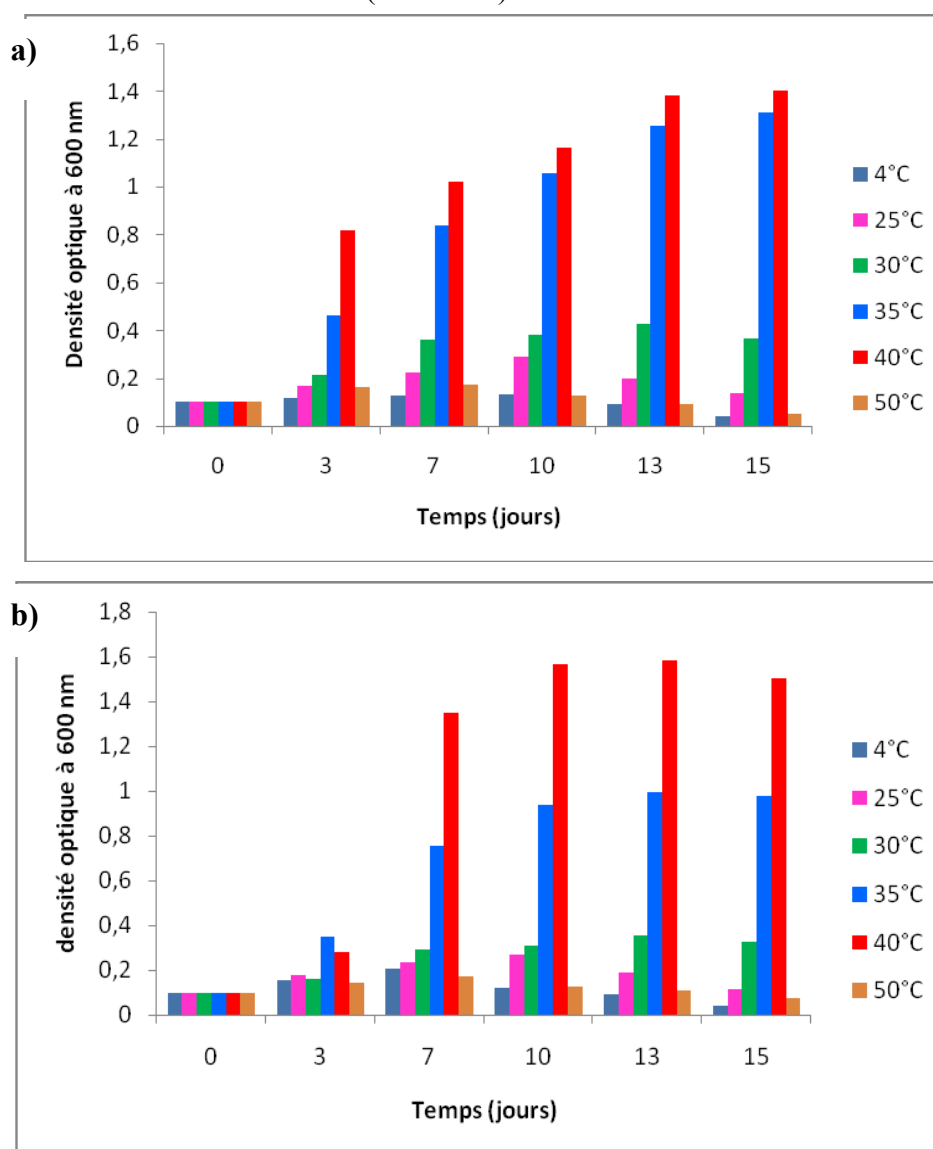 a)
Densité optique à 600 nm
1,6
1,4
1,2
1
0,8
0,6
0,4
0,2
0
0 3 7 10 13 15
Temps (jours)
4°C
25°C
30°C
35°C
40°C
50°C
b)
densité optique à 600 nm
1,8
1,6
1,4
1,2
1
0,8
0,6
0,4
0,2
0
0 3 7 10 13 15
Temps (jours)
4°C
25°C
30°C
35°C
40°C
50°C